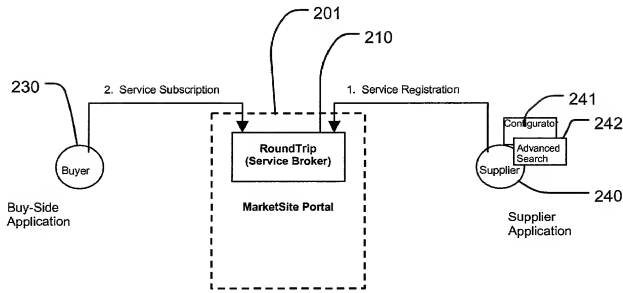 201
210
230
2. Service Subscription
1. Service Registration
241
242
Configurator
Advanced
Search
RoundTrip
(Service Broker)
Buyer
Supplier
240
MarketSite Portal
Buy-Side
Application
Supplier
Application